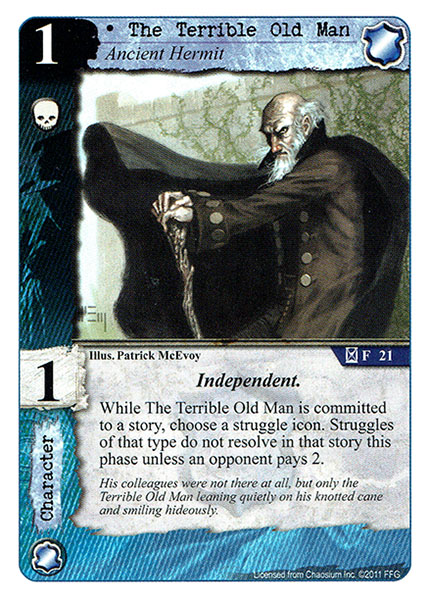 1
• The Terrible Old Man
Ancient Hermit
Illus. Patrick McEvoy
F 21
1
Independent.
While The Terrible Old Man is committed
to a story, choose a struggle icon. Struggles
of that type do not resolve in that story this
phase unless an opponent pays 2.
His colleagues were not there at all, but only the
Terrible Old Man leaning quietly on his knotted cane
and smiling hideously.
Character
Licensed from Chaosium Inc. ©2011 FFG